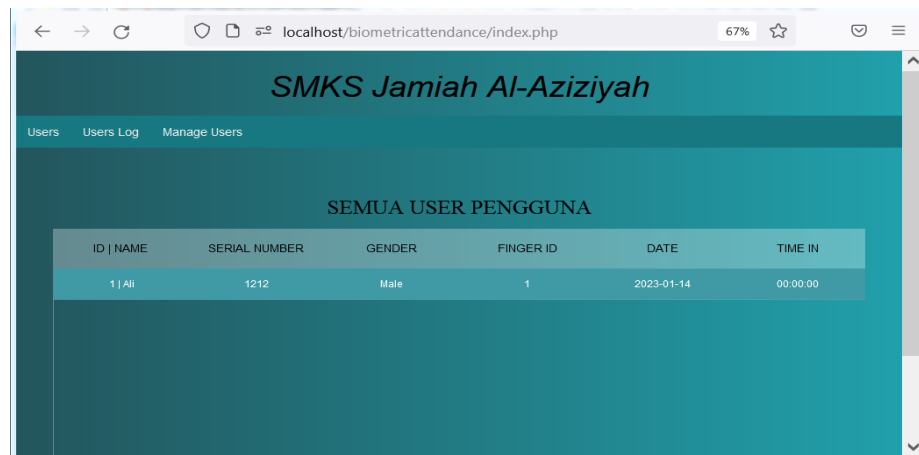 localhost/biometricattendance/index.php 67%
SMKS Jamiah Al-Aziziyah
Users Users Log Manage Users
SEMUA USER PENGGUNA
ID | NAME SERIAL NUMBER GENDER FINGER ID DATE TIME IN
1 | Ali 1212 Male 1 2023-01-14 00:00:00